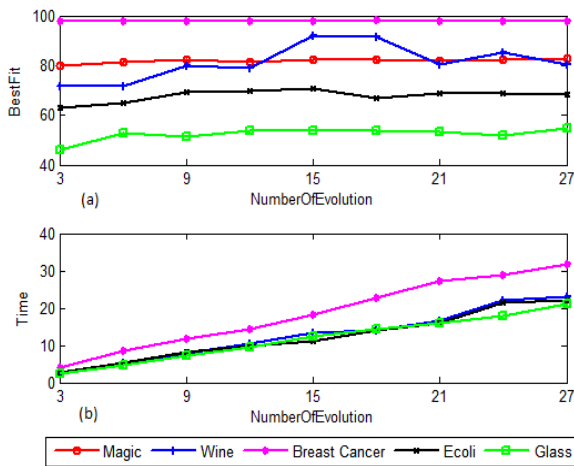 100
80
60
40
BestFit
3 9 15 21 27
(a)
NumberOfEvolution
40
30
20
10
0
Time
3 9 15 21 27
(b)
NumberOfEvolution
Magic Wine Breast Cancer Ecoli Glass